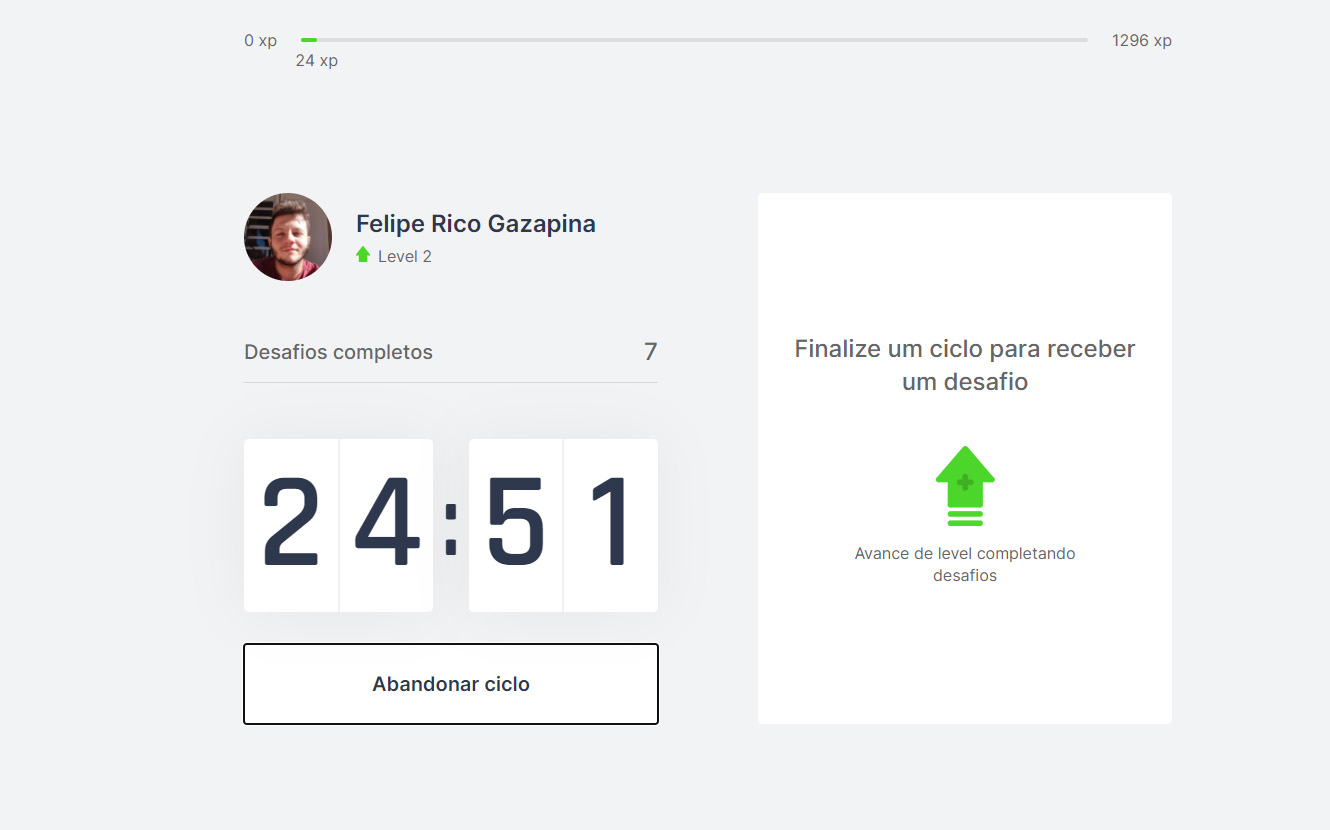 0 xp
1296 xp
24 xp
Felipe Rico Gazapina
Level 2
Desafios completos
7
24:51
Abandonar ciclo
Finalize um ciclo para receber
um desafio
Avance de level completando
desafios